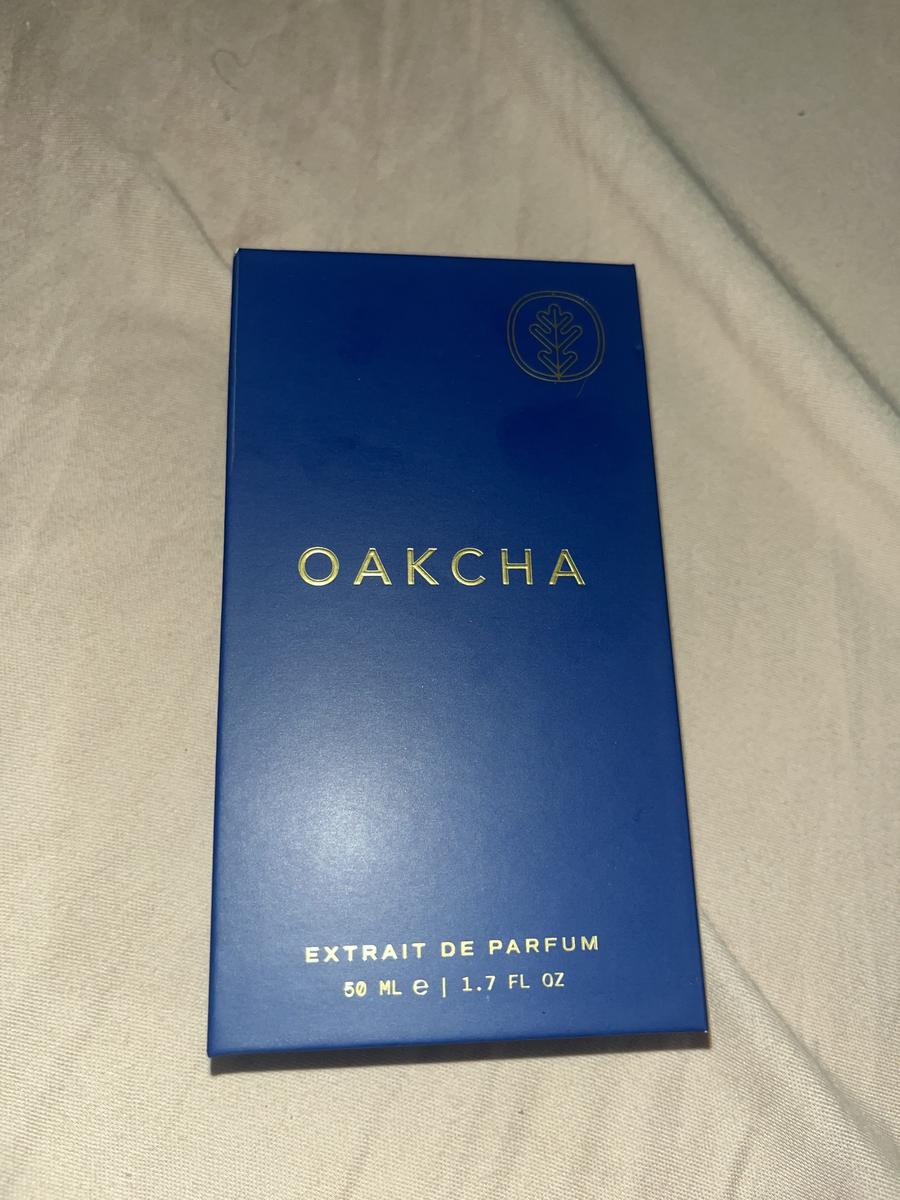 OAKCHA
EXTRAIT DE PARFUM
50 ML ℮ | 1.7 FL OZ